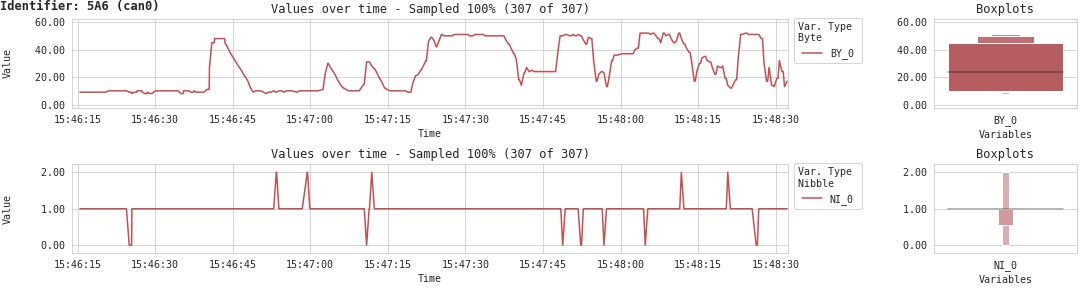 Identifier: 5A6 (can0)
Values over time - Sampled 100% (307 of 307)
Value
60.00
40.00
20.00
0.00
15:46:15 15:46:30 15:46:45 15:47:00 15:47:15 15:47:30 15:47:45 15:48:00 15:48:15 15:48:30
Time
Var. Type
Byte
BY_0
Boxplots
60.00
40.00
20.00
0.00
BY_0
Variables
Values over time - Sampled 100% (307 of 307)
Value
2.00
1.00
0.00
15:46:15 15:46:30 15:46:45 15:47:00 15:47:15 15:47:30 15:47:45 15:48:00 15:48:15 15:48:30
Time
Var. Type
Nibble
NI_0
Boxplots
2.00
1.00
0.00
NI_0
Variables